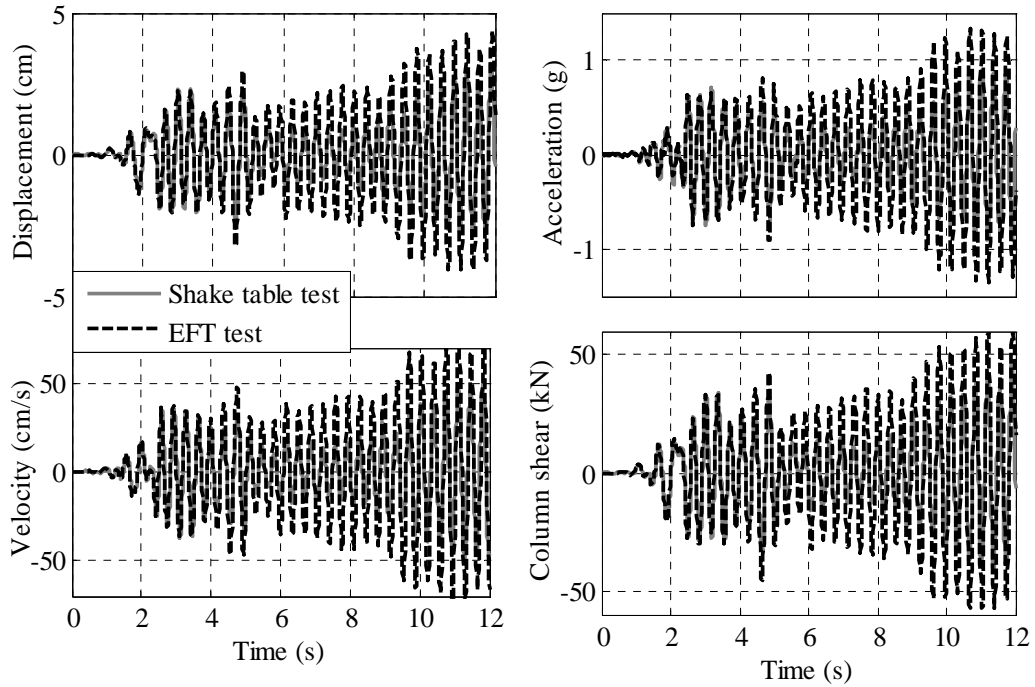 5
0
-5
Displacement (cm)
1
0
-1
Acceleration (g)
Shake table test
EFT test
50
0
-50
Velocity (cm/s)
0 2 4 6 8 10 12
Time (s)
50
0
-50
Column shear (kN)
0 2 4 6 8 10 12
Time (s)